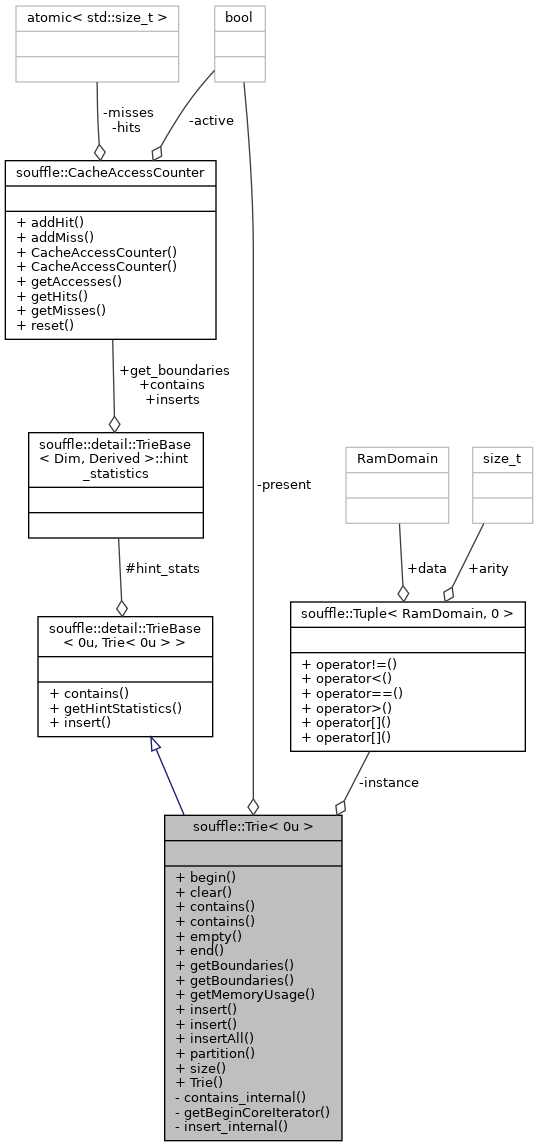 atomic< std::size_t >
bool
-misses
-hits
-active
souffle::CacheAccessCounter
+ addHit()
+ addMiss()
+ CacheAccessCounter()
+ CacheAccessCounter()
+ getAccesses()
+ getHits()
+ getMisses()
+ reset()
+get_boundaries
+contains
+inserts
souffle::detail::TrieBase
< Dim, Derived >::hint
_statistics
RamDomain
size_t
-present
#hint_stats
+data
+arity
souffle::detail::TrieBase
< 0u, Trie< 0u > >
+ contains()
+ getHintStatistics()
+ insert()
souffle::Tuple< RamDomain, 0 >
+ operator!=()
+ operator<()
+ operator==()
+ operator>()
+ operator[]()
+ operator[]()
-instance
souffle::Trie< 0u >
+ begin()
+ clear()
+ contains()
+ contains()
+ empty()
+ end()
+ getBoundaries()
+ getBoundaries()
+ getMemoryUsage()
+ insert()
+ insert()
+ insertAll()
+ partition()
+ size()
+ Trie()
- contains_internal()
- getBeginCoreIterator()
- insert_internal()